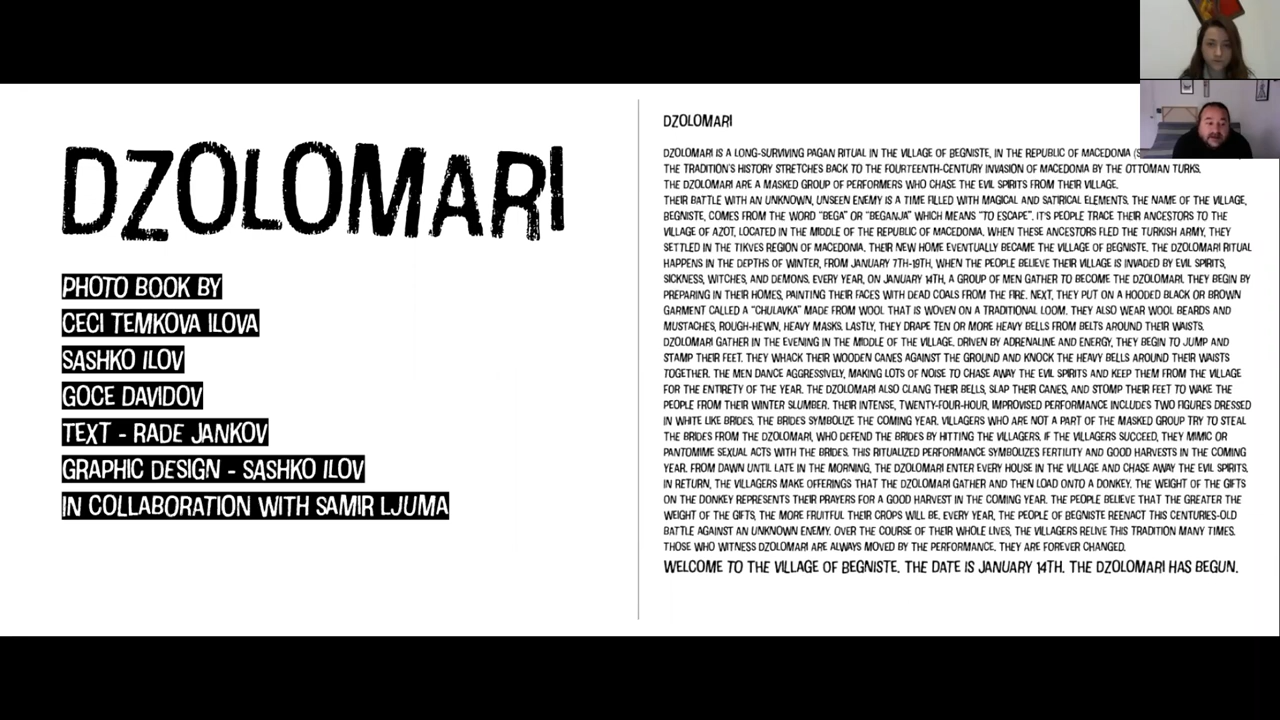 DZOLOMARI
PHOTO BOOK BY
CECI TEMKOVA ILOVA
SASHKO ILOV
GOCE DAVIDOV
TEXT - RADE JANKOV
GRAPHIC DESIGN - SASHKO ILOV
IN COLLABORATION WITH SAMIR LJUMA
DZOLOMARI
DZOLOMARI IS A LONG-SURVIVING PAGAN RITUAL IN THE VILLAGE OF BEGNISTE, IN THE REPUBLIC OF MACEDONIA
THE TRADITION'S HISTORY STRETCHES BACK TO THE FOURTEENTH-CENTURY INVASION OF MACEDONIA BY THE OTTOMAN TURKS.
THE DZOLOMARI ARE A MASKED GROUP OF PERFORMERS WHO CHASE THE EVIL SPIRITS FROM THEIR VILLAGE.
THEIR BATTLE WITH AN UNKNOWN, UNSEEN ENEMY IS A TIME FILLED WITH MAGICAL AND SATIRICAL ELEMENTS. THE NAME OF THE VILLAGE,
BEGNISTE, COMES FROM THE WORD "BEGA" OR "BEGANJA" WHICH MEANS "TO ESCAPE". IT'S PEOPLE TRACE THEIR ANCESTORS TO THE
VILLAGE OF AZOT, LOCATED IN THE MIDDLE OF THE REPUBLIC OF MACEDONIA. WHEN THESE ANCESTORS FLED THE TURKISH ARMY, THEY
SETTLED IN THE TIKVES REGION OF MACEDONIA. THEIR NEW HOME EVENTUALLY BECAME THE VILLAGE OF BEGNISTE. THE DZOLOMARI RITUAL
HAPPENS IN THE DEPTHS OF WINTER, FROM JANUARY 7TH-19TH, WHEN THE PEOPLE BELIEVE THEIR VILLAGE IS INVADED BY EVIL SPIRITS,
SICKNESS, WITCHES, AND DEMONS. EVERY YEAR, ON JANUARY 14TH, A GROUP OF MEN GATHER TO BECOME THE DZOLOMARI. THEY BEGIN BY
PREPARING IN THEIR HOMES, PAINTING THEIR FACES WITH DEAD COALS FROM THE FIRE. NEXT, THEY PUT ON A HOODED BLACK OR BROWN
GARMENT CALLED A "CHULAVKA" MADE FROM WOOL THAT IS WOVEN ON A TRADITIONAL LOOM. THEY ALSO WEAR WOOL BEARDS AND
MUSTACHES, ROUGH-HEWN, HEAVY MASKS. LASTLY, THEY DRAPE TEN OR MORE HEAVY BELLS FROM BELTS AROUND THEIR WAISTS.
DZOLOMARI GATHER IN THE EVENING IN THE MIDDLE OF THE VILLAGE. DRIVEN BY ADRENALINE AND ENERGY, THEY BEGIN TO JUMP AND
STAMP THEIR FEET. THEY WHACK THEIR WOODEN CANES AGAINST THE GROUND AND KNOCK THE HEAVY BELLS AROUND THEIR WAISTS
TOGETHER. THE MEN DANCE AGGRESSIVELY, MAKING LOTS OF NOISE TO CHASE AWAY THE EVIL SPIRITS AND KEEP THEM FROM THE VILLAGE
FOR THE ENTIRETY OF THE YEAR. THE DZOLOMARI ALSO CLANG THEIR BELLS, SLAP THEIR CANES, AND STOMP THEIR FEET TO WAKE THE
PEOPLE FROM THEIR WINTER SLUMBER. THEIR INTENSE, TWENTY-FOUR-HOUR, IMPROVISED PERFORMANCE INCLUDES TWO FIGURES DRESSED
IN WHITE LIKE BRIDES. THE BRIDES SYMBOLIZE THE COMING YEAR. VILLAGERS WHO ARE NOT A PART OF THE MASKED GROUP TRY TO STEAL
THE BRIDES FROM THE DZOLOMARI, WHO DEFEND THE BRIDES BY HITTING THE VILLAGERS. IF THE VILLAGERS SUCCEED, THEY MIMIC OR
PANTOMIME SEXUAL ACTS WITH THE BRIDES. THIS RITUALIZED PERFORMANCE SYMBOLIZES FERTILITY AND GOOD HARVESTS IN THE COMING
YEAR. FROM DAWN UNTIL LATE IN THE MORNING, THE DZOLOMARI ENTER EVERY HOUSE IN THE VILLAGE AND CHASE AWAY THE EVIL SPIRITS.
IN RETURN, THE VILLAGERS MAKE OFFERINGS THAT THE DZOLOMARI GATHER AND THEN LOAD ONTO A DONKEY. THE WEIGHT OF THE GIFTS
ON THE DONKEY REPRESENTS THEIR PRAYERS FOR A GOOD HARVEST IN THE COMING YEAR. THE PEOPLE BELIEVE THAT THE GREATER THE
WEIGHT OF THE GIFTS, THE MORE FRUITFUL THEIR CROPS WILL BE. EVERY YEAR, THE PEOPLE OF BEGNISTE REENACT THIS CENTURIES-OLD
BATTLE AGAINST AN UNKNOWN ENEMY. OVER THE COURSE OF THEIR WHOLE LIVES, THE VILLAGERS RELIVE THIS TRADITION MANY TIMES.
THOSE WHO WITNESS DZOLOMARI ARE ALWAYS MOVED BY THE PERFORMANCE. THEY ARE FOREVER CHANGED.
WELCOME TO THE VILLAGE OF BEGNISTE. THE DATE IS JANUARY 14TH. THE DZOLOMARI HAS BEGUN.